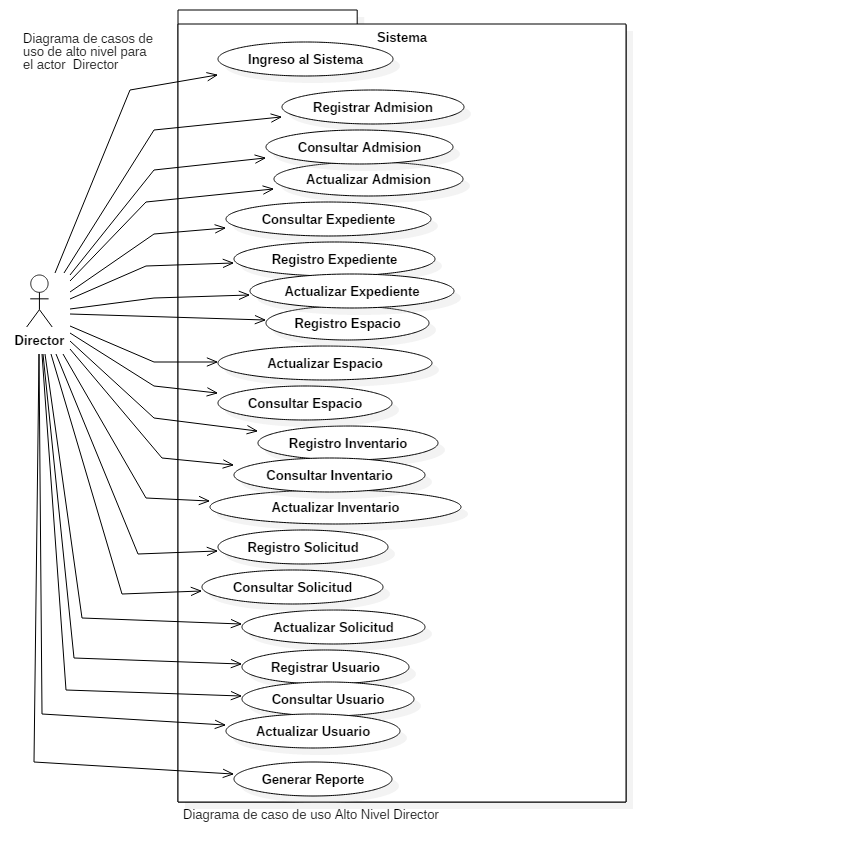 Diagrama de casos de
uso de alto nivel para
el actor  Director
Sistema
Ingreso al Sistema
Registrar Admision
Consultar Admision
Actualizar Admision
Consultar Expediente
Registro Expediente
Actualizar Expediente
Registro Espacio
Director
Actualizar Espacio
Consultar Espacio
Registro Inventario
Consultar Inventario
Actualizar Inventario
Registro Solicitud
Consultar Solicitud
Actualizar Solicitud
Registrar Usuario
Consultar Usuario
Actualizar Usuario
Generar Reporte
Diagrama de caso de uso Alto Nivel Director